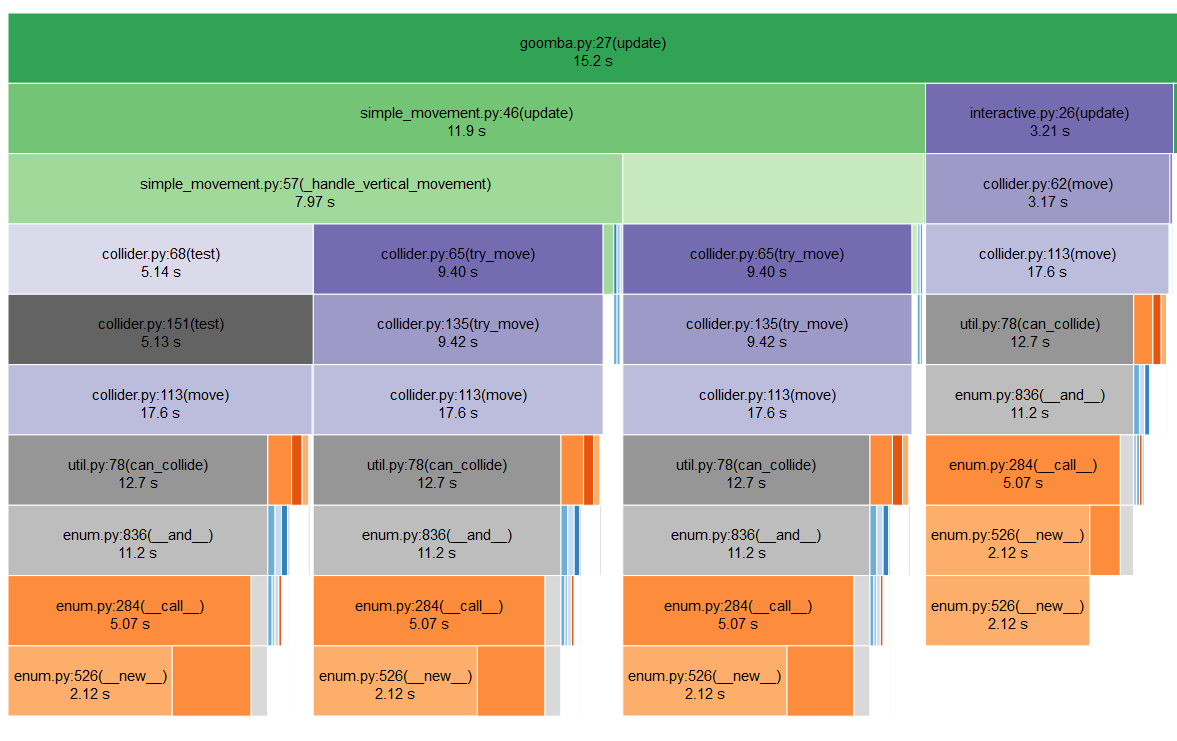 goomba.py:27(update)
15.2 s
simple_movement.py:46(update)
11.9 s
interactive.py:26(update)
3.21 s
simple_movement.py:57(_handle_vertical_movement)
7.97 s
collider.py:62(move)
3.17 s
collider.py:68(test)
5.14 s
collider.py:65(try_move)
9.40 s
collider.py:65(try_move)
9.40 s
collider.py:113(move)
17.6 s
collider.py:151(test)
5.13 s
collider.py:135(try_move)
9.42 s
collider.py:135(try_move)
9.42 s
util.py:78(can_collide)
12.7 s
collider.py:113(move)
17.6 s
collider.py:113(move)
17.6 s
collider.py:113(move)
17.6 s
enum.py:836(__and__)
11.2 s
util.py:78(can_collide)
12.7 s
util.py:78(can_collide)
12.7 s
util.py:78(can_collide)
12.7 s
enum.py:284(__call__)
5.07 s
enum.py:836(__and__)
11.2 s
enum.py:836(__and__)
11.2 s
enum.py:836(__and__)
11.2 s
enum.py:526(__new__)
2.12 s
enum.py:284(__call__)
5.07 s
enum.py:284(__call__)
5.07 s
enum.py:284(__call__)
5.07 s
enum.py:526(__new__)
2.12 s
enum.py:526(__new__)
2.12 s
enum.py:526(__new__)
2.12 s
enum.py:526(__new__)
2.12 s